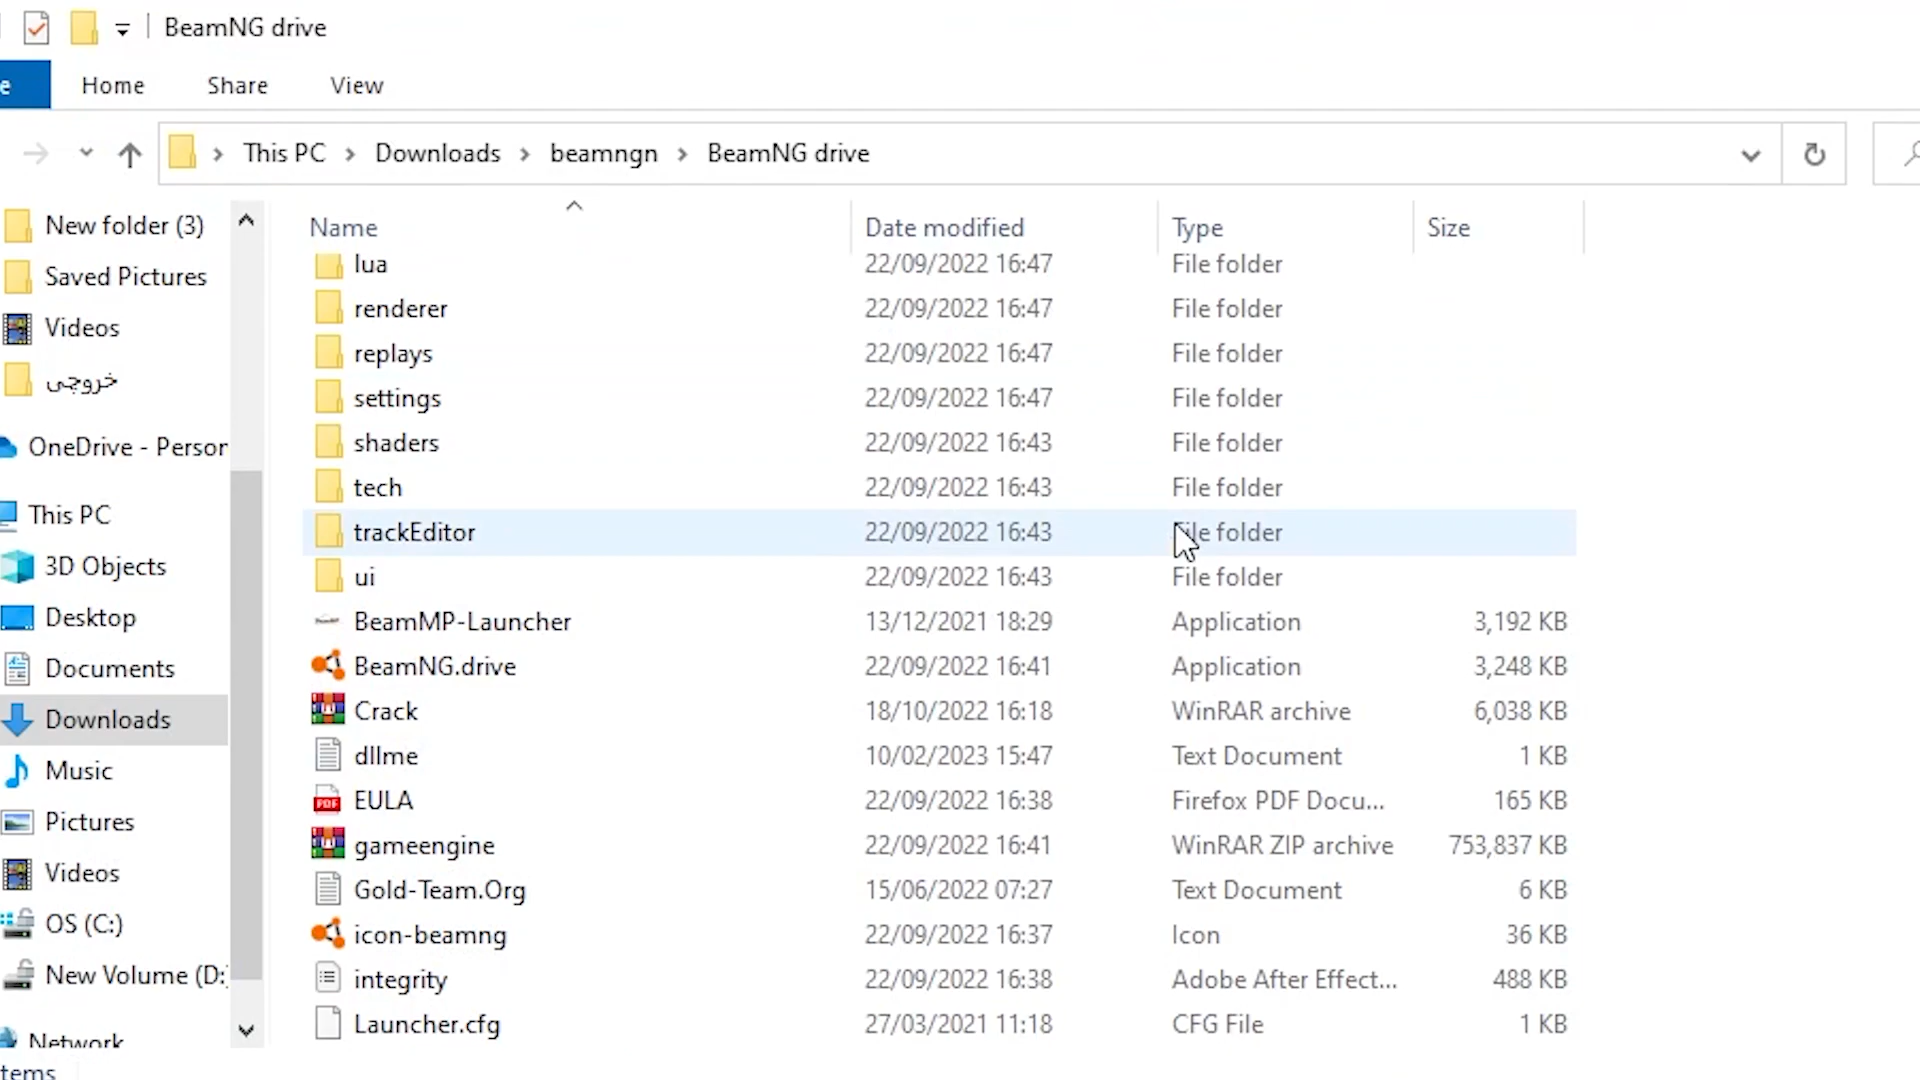 BeamNG drive
e Home Share View
This PC Downloads beamngn BeamNG drive
New folder (3)
Saved Pictures
Videos
خروجی
OneDrive - Person
This PC
3D Objects
Desktop
Documents
Downloads
Music
Pictures
Videos
OS (C:)
New Volume (D:)
Network
tems
Name Date modified Type Size
lua 22/09/2022 16:47 File folder
renderer 22/09/2022 16:47 File folder
replays 22/09/2022 16:47 File folder
settings 22/09/2022 16:47 File folder
shaders 22/09/2022 16:43 File folder
tech 22/09/2022 16:43 File folder
trackEditor 22/09/2022 16:43 File folder
ui 22/09/2022 16:43 File folder
BeamMP-Launcher 13/12/2021 18:29 Application 3,192 KB
BeamNG.drive 22/09/2022 16:41 Application 3,248 KB
Crack 18/10/2022 16:18 WinRAR archive 6,038 KB
dllme 10/02/2023 15:47 Text Document 1 KB
EULA 22/09/2022 16:38 Firefox PDF Docu... 165 KB
gameengine 22/09/2022 16:41 WinRAR ZIP archive 753,837 KB
Gold-Team.Org 15/06/2022 07:27 Text Document 6 KB
icon-beamng 22/09/2022 16:37 Icon 36 KB
integrity 22/09/2022 16:38 Adobe After Effect... 488 KB
Launcher.cfg 27/03/2021 11:18 CFG File 1 KB